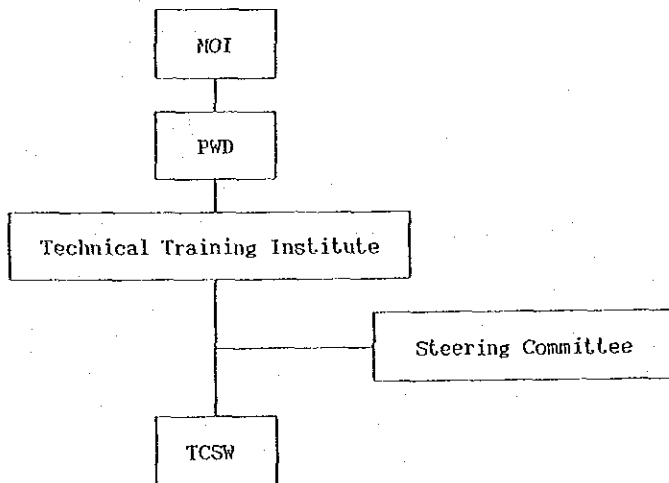 MOI
PWD
Technical Training Institute
Steering Committee
TCSW